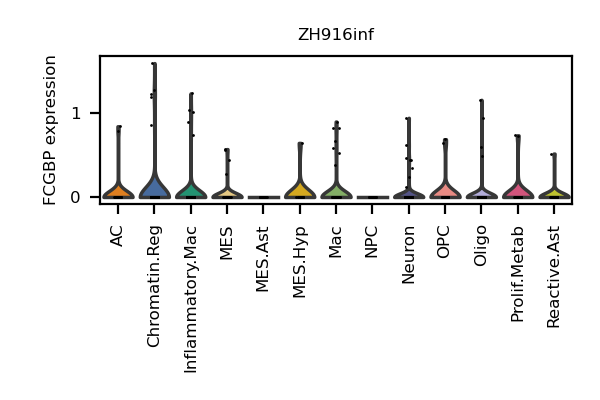 ZH916inf
FCGBP expression
1
0
AC
Chromatin.Reg
Inflammatory.Mac
MES
MES.Ast
MES.Hyp
Mac
NPC
Neuron
OPC
Oligo
Prolif.Metab
Reactive.Ast